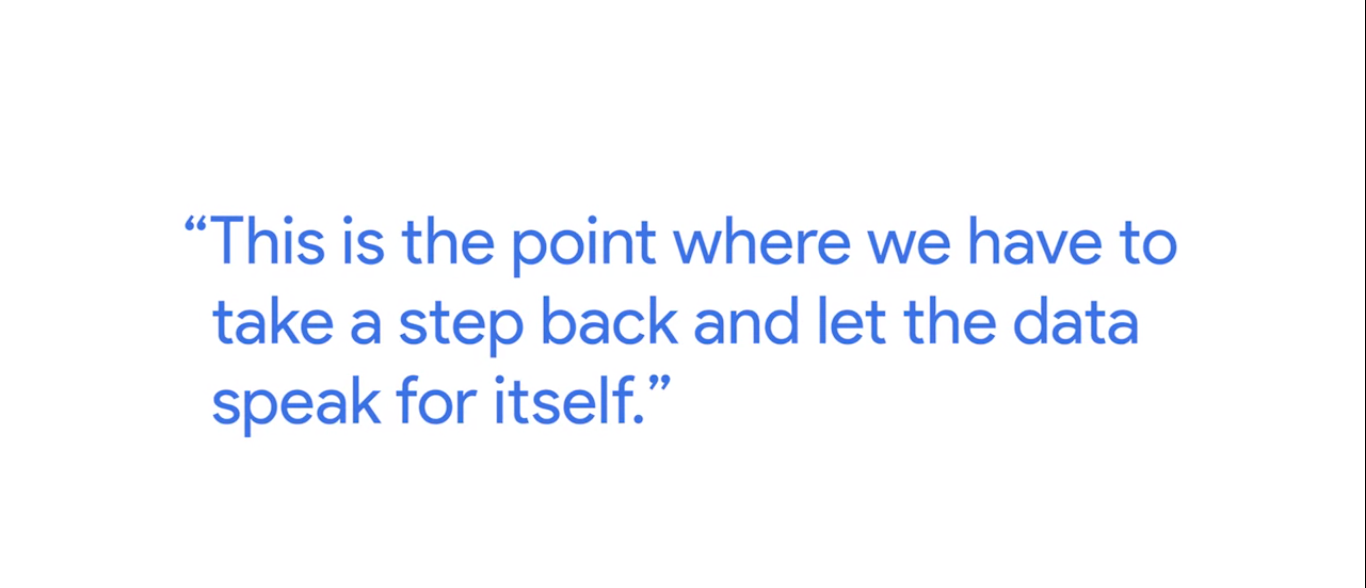 “This is the point where we have to
take a step back and let the data
speak for itself.”